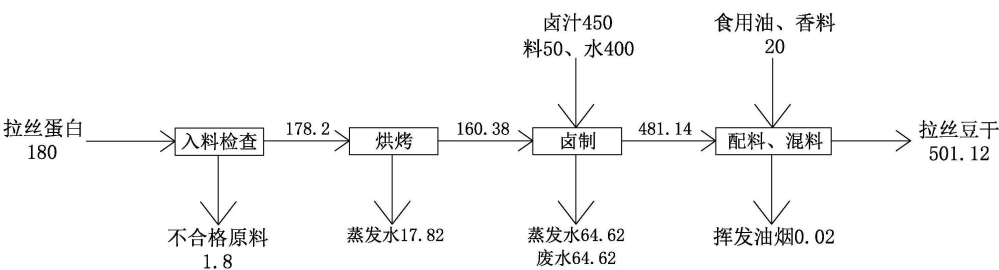 卤汁450
料50、水400
食用油、香料
20
拉丝蛋白
180
入料检查
178.2
烘烤
160.38
卤制
481.14
配料、混料
拉丝豆干
501.12
不合格原料
1.8
蒸发水17.82
蒸发水64.62
废水64.62
挥发油烟0.02